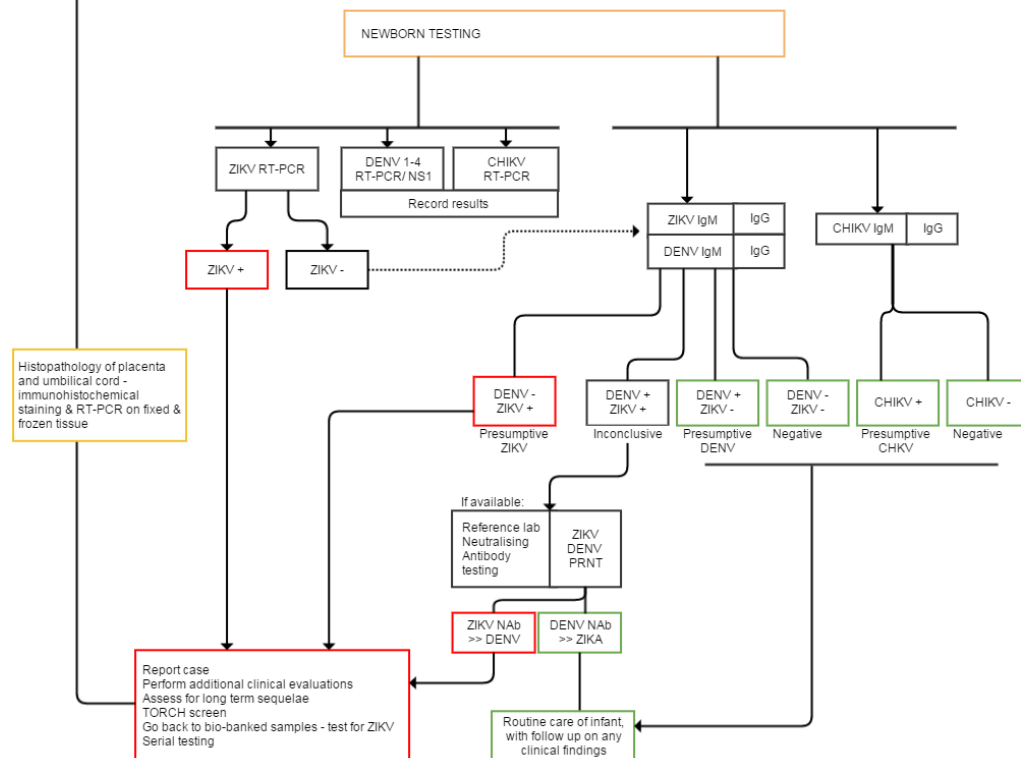 NEWBORN TESTING
ZIKV RT-PCR
DENV 1-4
RT-PCR/ NS1
CHIKV
RT-PCR
Record results
ZIKV IgM
IgG
DENV IgM
IgG
CHIKV IgM
IgG
ZIKV +
ZIKV -
Histopathology of placenta
and umbilical cord -
immunohistochemical
staining & RT-PCR on fixed &
frozen tissue
DENV -
ZIKV +
Presumptive
ZIKV
DENV +
ZIKV +
Inconclusive
DENV +
ZIKV -
Presumptive
DENV
DENV -
ZIKV -
Negative
CHIKV +
Presumptive
CHKV
CHIKV -
Negative
If available:
Reference lab
Neutralising
Antibody
testing
ZIKV
DENV
PRNT
ZIKV NAb
>> DENV
DENV NAb
>> ZIKA
Report case
Perform additional clinical evaluations
Assess for long term sequelae
TORCH screen
Go back to bio-banked samples - test for ZIKV
Serial testing
Routine care of infant,
with follow up on any
clinical findings